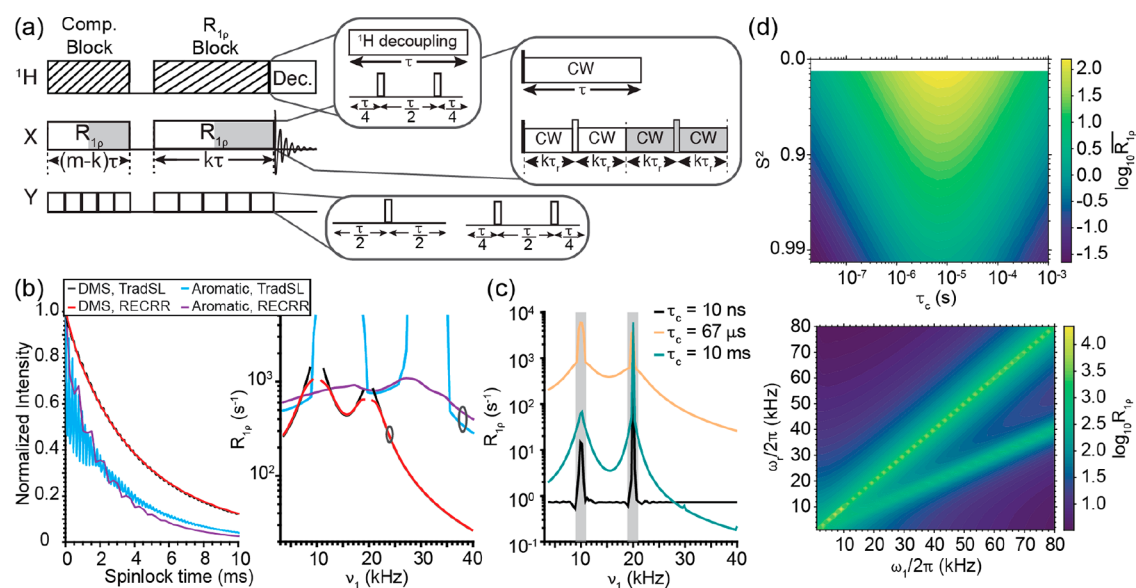 (a)
Comp. Block
R1ρ Block
¹H
Dec.
X
R1ρ
R1ρ
(m-k)τ
kτ
Y
¹H decoupling
τ
τ/4 τ/2 τ/4
CW
τ
CW CW CW CW
kτr kτr kτr kτr
τ/2 τ/2
τ/4 τ/2 τ/4
(b)
DMS, TradSL
Aromatic, TradSL
DMS, RECRR
Aromatic, RECRR
Normalized Intensity
1.0
0.8
0.6
0.4
0.2
0
0 2 4 6 8 10
Spinlock time (ms)
R1ρ (s⁻¹)
10³
10²
10 20 30 40
ν₁ (kHz)
(c)
τc = 10 ns
τc = 67 μs
τc = 10 ms
R1ρ (s⁻¹)
10⁴
10³
10²
10¹
10⁰
10⁻¹
10 20 30 40
ν₁ (kHz)
(d)
S²
0.0
0.9
0.99
10⁻⁷ 10⁻⁶ 10⁻⁵ 10⁻⁴ 10⁻³
τc (s)
2.0
1.5
1.0
0.5
0.0
-0.5
-1.0
-1.5
log₁₀R̅1ρ
ωr/2π (kHz)
80
70
60
50
40
30
20
10
10 20 30 40 50 60 70 80
ω₁/2π (kHz)
4.0
3.5
3.0
2.5
2.0
1.5
1.0
log₁₀R1ρ